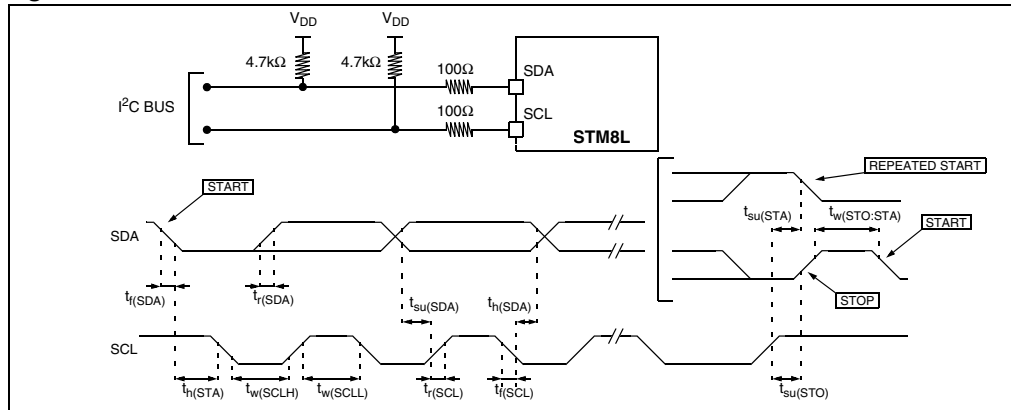 V_DD V_DD
4.7kΩ 4.7kΩ 100Ω SDA
I²C BUS
100Ω SCL
STM8L
REPEATED START
START
t_su(STA) t_w(STO:STA) START
SDA
t_f(SDA) t_r(SDA) t_su(SDA) t_h(SDA) STOP
SCL
t_h(STA) t_w(SCLH) t_w(SCLL) t_r(SCL) t_f(SCL) t_su(STO)